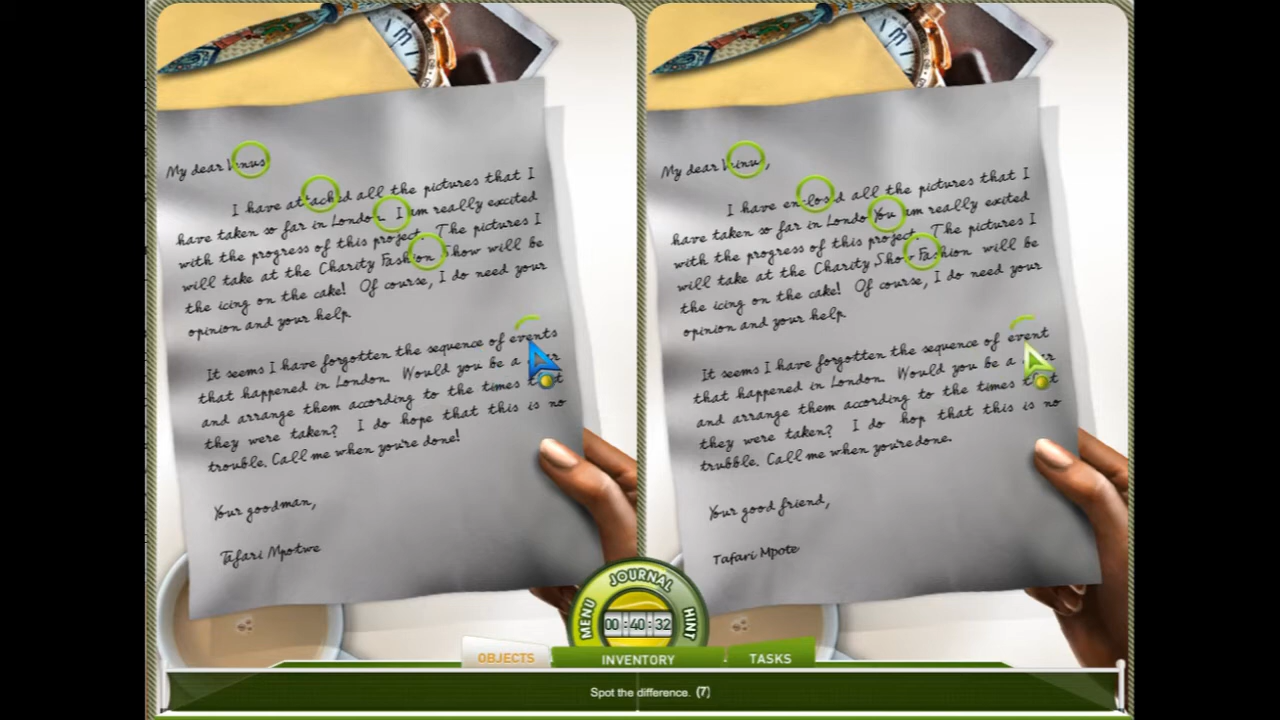 My dear Venus
I have attached all the pictures that I
have taken so far in London. I am really excited
with the progress of this project. The pictures I
will take at the Charity Fashion Show will be
the icing on the cake! Of course, I do need your
opinion and your help.
It seems I have forgotten the sequence of events
that happened in London. Would you be a
and arrange them according to the times
they were taken? I do hope that this is no
trouble. Call me when you're done!
Your goodman,
Tafari Mpotwe
My dear
I have enclosed all the pictures that I
have taken so far in London You am really exited
with the progress of this project. The pictures I
will take at the Charity Show Fashion will be
the icing on the cake! Of course, I do need your
opinion and your help.
It seems I have forgotten the sequence of event
that happened in London. Would you be a
and arrange them according to the times
they were taken? I do hop that this is no
trubble. Call me when you're done.
Your good friend,
Tafari Mpote
JOURNAL
MENU
HINT
00:40:32
OBJECTS
INVENTORY
TASKS
Spot the difference. (7)